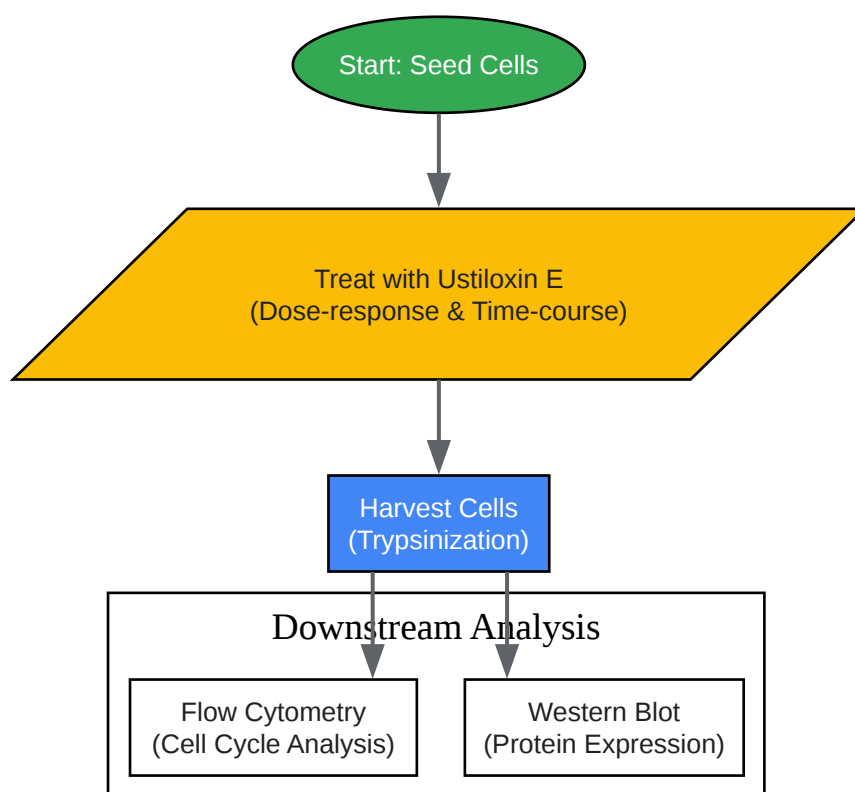 Start: Seed Cells
Treat with Ustiloxin E
(Dose-response & Time-course)
Harvest Cells
(Trypsinization)
Downstream Analysis
Flow Cytometry
(Cell Cycle Analysis)
Western Blot
(Protein Expression)